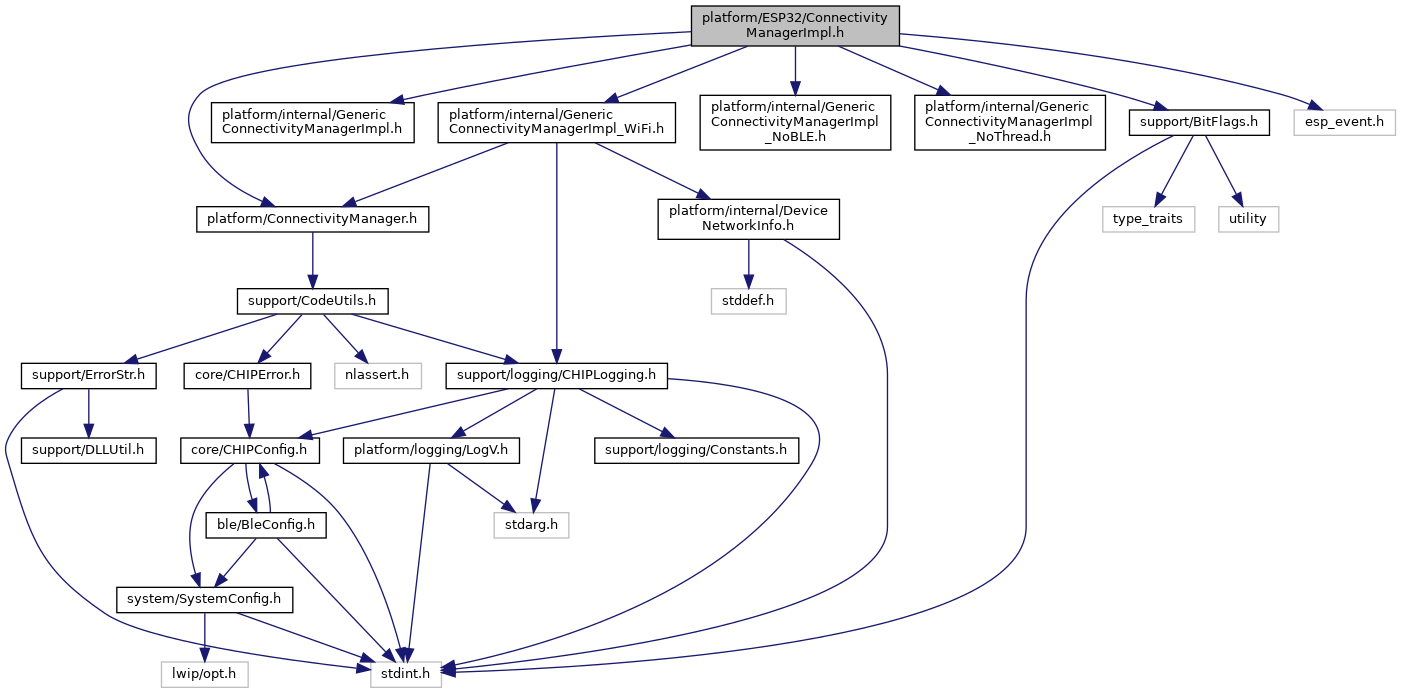 platform/ESP32/Connectivity
ManagerImpl.h
platform/internal/Generic
ConnectivityManagerImpl.h
platform/internal/Generic
ConnectivityManagerImpl_WiFi.h
platform/internal/Generic
ConnectivityManagerImpl
_NoBLE.h
platform/internal/Generic
ConnectivityManagerImpl
_NoThread.h
support/BitFlags.h
esp_event.h
platform/ConnectivityManager.h
platform/internal/Device
NetworkInfo.h
type_traits
utility
support/CodeUtils.h
stddef.h
support/ErrorStr.h
core/CHIPError.h
nlassert.h
support/logging/CHIPLogging.h
support/DLLUtil.h
core/CHIPConfig.h
platform/logging/LogV.h
support/logging/Constants.h
ble/BleConfig.h
stdarg.h
system/SystemConfig.h
lwip/opt.h
stdint.h